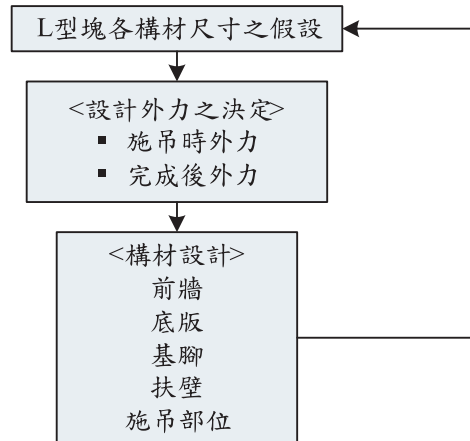 L型塊各構材尺寸之假設
<設計外力之決定>
▪ 施吊時外力
▪ 完成後外力
<構材設計>
前牆
底版
基腳
扶壁
施吊部位